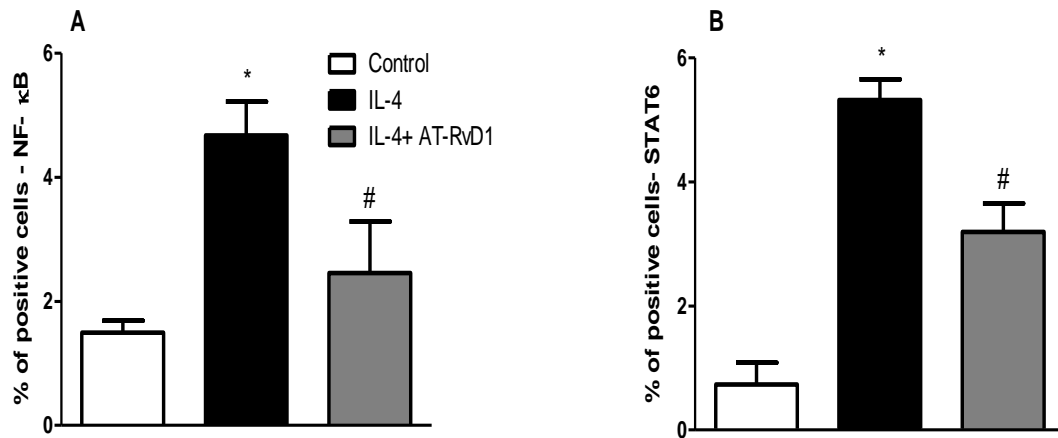 A
% of positive cells - NF- κB
6
4
2
0
*
#
Control
IL-4
IL-4+ AT-RvD1
B
% of positive cells- STAT6
6
4
2
0
*
#